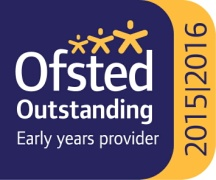 Ofsted
Outstanding
Early years provider
2015|2016